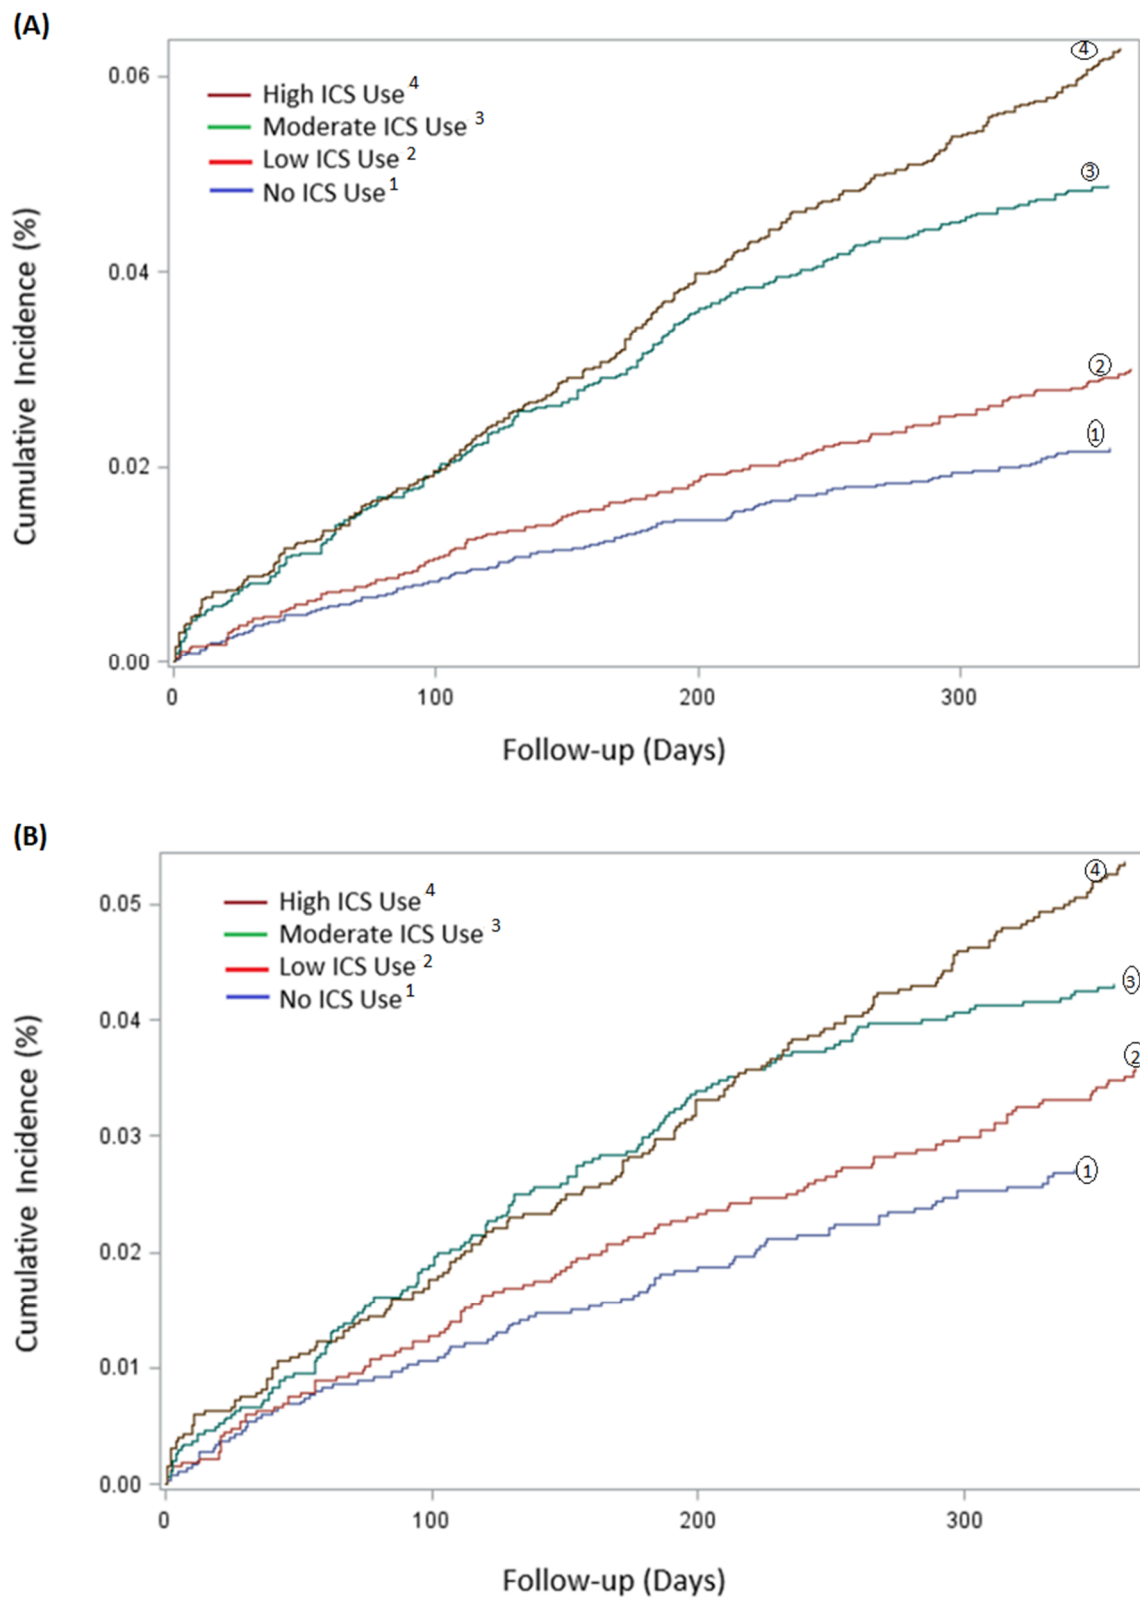 (A)
Cumulative Incidence (%)
0.06
0.04
0.02
0.00
High ICS Use 4
Moderate ICS Use 3
Low ICS Use 2
No ICS Use 1
4
3
2
1
0 100 200 300
Follow-up (Days)
(B)
Cumulative Incidence (%)
0.05
0.04
0.03
0.02
0.01
0.00
High ICS Use 4
Moderate ICS Use 3
Low ICS Use 2
No ICS Use 1
4
3
2
1
0 100 200 300
Follow-up (Days)